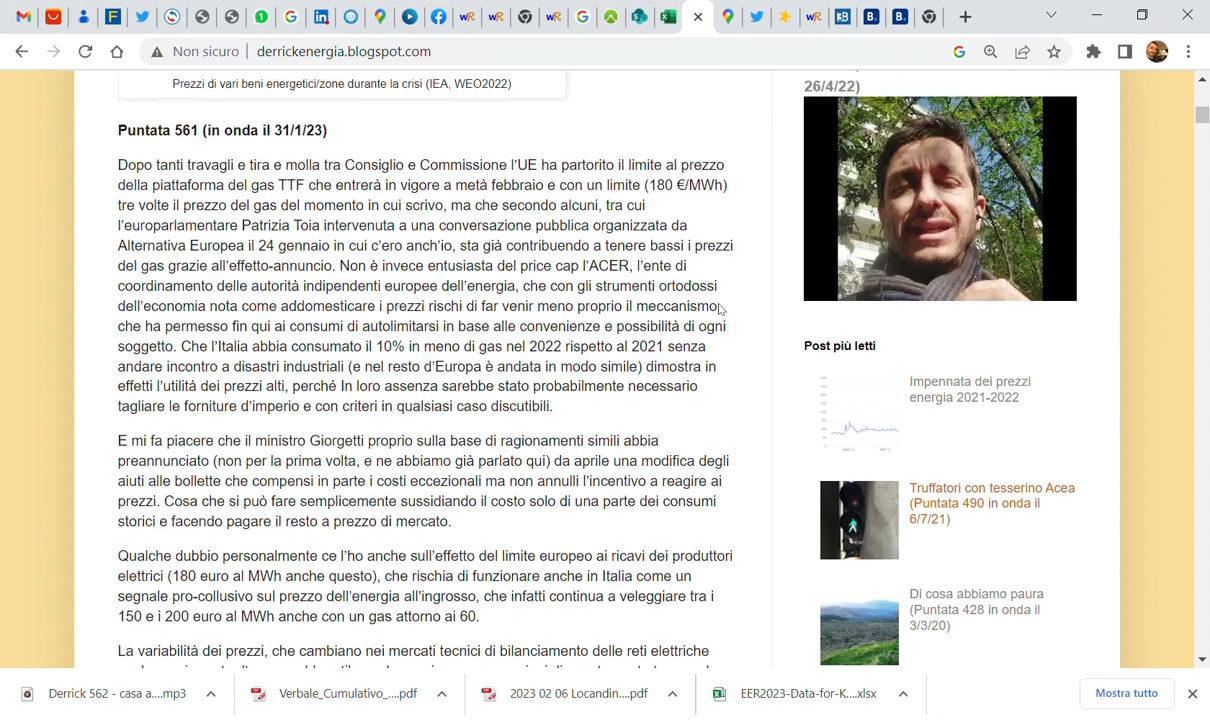 Non sicuro
derrickenergia.blogspot.com
Prezzi di vari beni energetici/zone durante la crisi (IEA, WEO2022)
Puntata 561 (in onda il 31/1/23)
Dopo tanti travagli e tira e molla tra Consiglio e Commissione l’UE ha partorito il limite al prezzo
della piattaforma del gas TTF che entrerà in vigore a metà febbraio e con un limite (180 €/MWh)
tre volte il prezzo del gas del momento in cui scrivo, ma che secondo alcuni, tra cui
l’europarlamentare Patrizia Toia intervenuta a una conversazione pubblica organizzata da
Alternativa Europea il 24 gennaio in cui c’ero anch’io, sta già contribuendo a tenere bassi i prezzi
del gas grazie all’effetto-annuncio. Non è invece entusiasta del price cap l’ACER, l’ente di
coordinamento delle autorità indipendenti europee dell’energia, che con gli strumenti ortodossi
dell’economia nota come addomesticare i prezzi rischi di far venir meno proprio il meccanismo
che ha permesso fin qui ai consumi di autolimitarsi in base alle convenienze e possibilità di ogni
soggetto. Che l’Italia abbia consumato il 10% in meno di gas nel 2022 rispetto al 2021 senza
andare incontro a disastri industriali (e nel resto d’Europa è andata in modo simile) dimostra in
effetti l’utilità dei prezzi alti, perché In loro assenza sarebbe stato probabilmente necessario
tagliare le forniture d’imperio e con criteri in qualsiasi caso discutibili.
E mi fa piacere che il ministro Giorgetti proprio sulla base di ragionamenti simili abbia
preannunciato (non per la prima volta, e ne abbiamo già parlato qui) da aprile una modifica degli
aiuti alle bollette che compensi in parte i costi eccezionali ma non annulli l’incentivo a reagire ai
prezzi. Cosa che si può fare semplicemente sussidiando il costo solo di una parte dei consumi
storici e facendo pagare il resto a prezzo di mercato.
Qualche dubbio personalmente ce l’ho anche sull’effetto del limite europeo ai ricavi dei produttori
elettrici (180 euro al MWh anche questo), che rischia di funzionare anche in Italia come un
segnale pro-collusivo sul prezzo dell’energia all’ingrosso, che infatti continua a veleggiare tra i
150 e i 200 euro al MWh anche con un gas attorno ai 60.
La variabilità dei prezzi, che cambiano nei mercati tecnici di bilanciamento delle reti elettriche
26/4/22)
Post più letti
Impennata dei prezzi
energia 2021-2022
Truffatori con tesserino Acea
(Puntata 490 in onda il
6/7/21)
Di cosa abbiamo paura
(Puntata 428 in onda il
3/3/20)
Derrick 562 - casa a....mp3
Verbale_Cumulativo_....pdf
2023 02 06 Locandin....pdf
EER2023-Data-for-K....xlsx
Mostra tutto